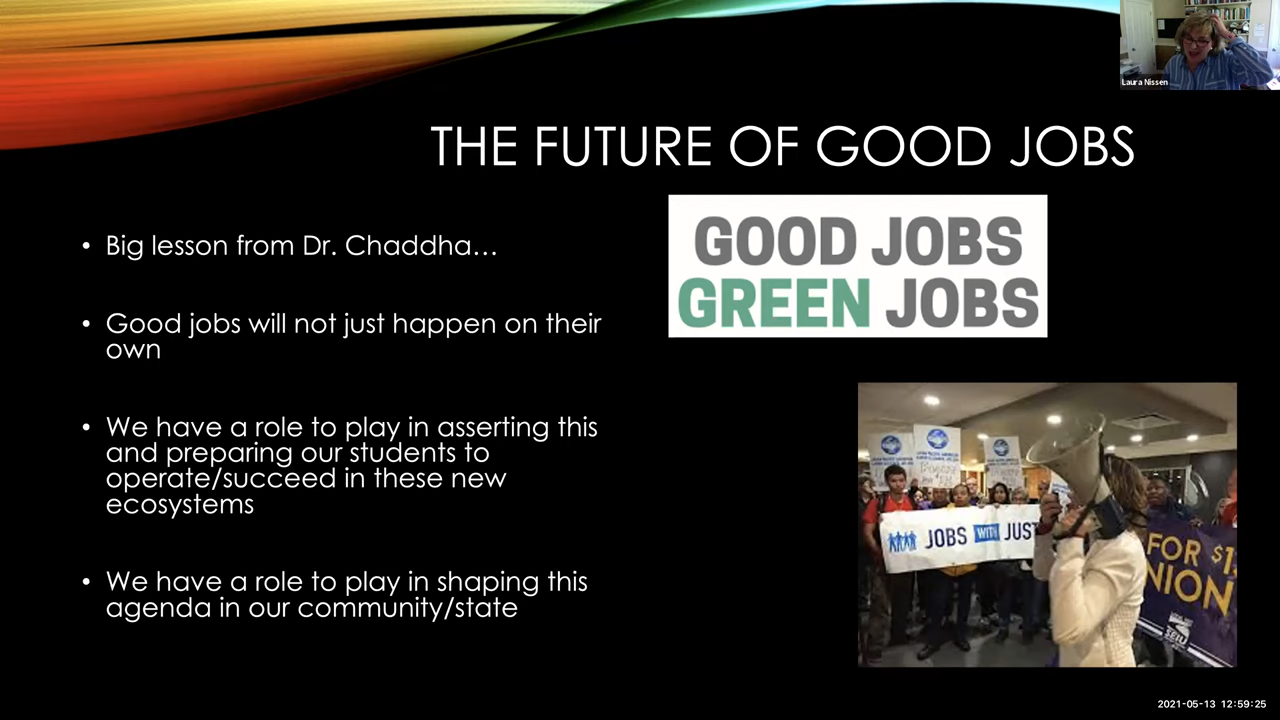 Laura Nissen
THE FUTURE OF GOOD JOBS
• Big lesson from Dr. Chaddha...
• Good jobs will not just happen on their
own
• We have a role to play in asserting this
and preparing our students to
operate/succeed in these new
ecosystems
• We have a role to play in shaping this
agenda in our community/state
GOOD JOBS
GREEN JOBS
JOBS WITH JUST
FOR $1
NION
SEIU
2021-05-13 12:59:25